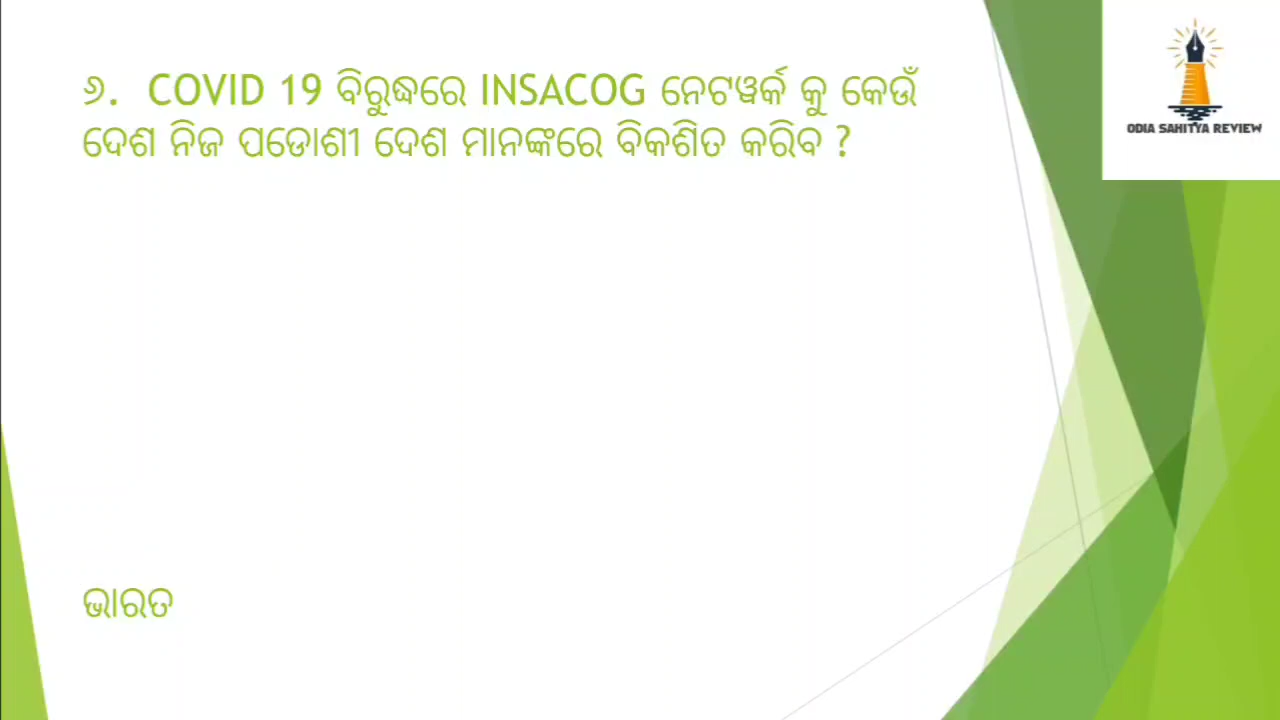 ୬. COVID 19 ବିରୁଦ୍ଧରେ INSACOG ନେଟୱର୍କ କୁ କେଉଁ
ଦେଶ ନିଜ ପଡୋଶୀ ଦେଶ ମାନଙ୍କରେ ବିକଶିତ କରିବ ?
ODIA SAHITYA REVIEW
ଭାରତ